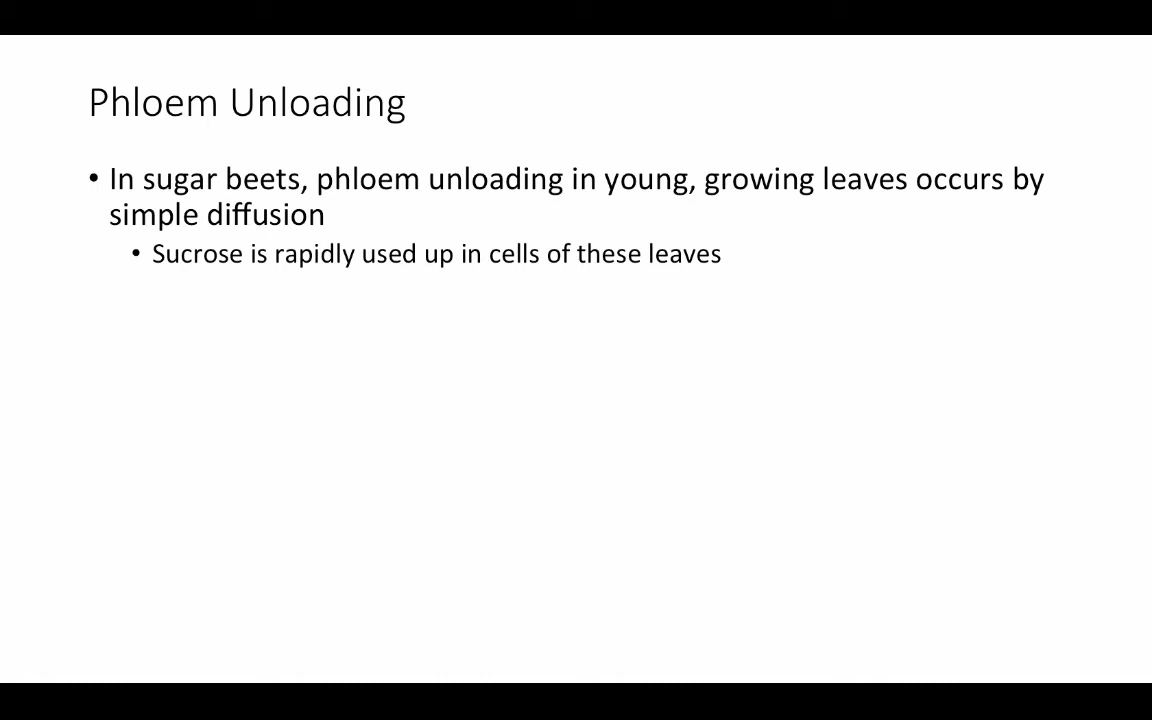 Phloem Unloading
• In sugar beets, phloem unloading in young, growing leaves occurs by
simple diffusion
• Sucrose is rapidly used up in cells of these leaves